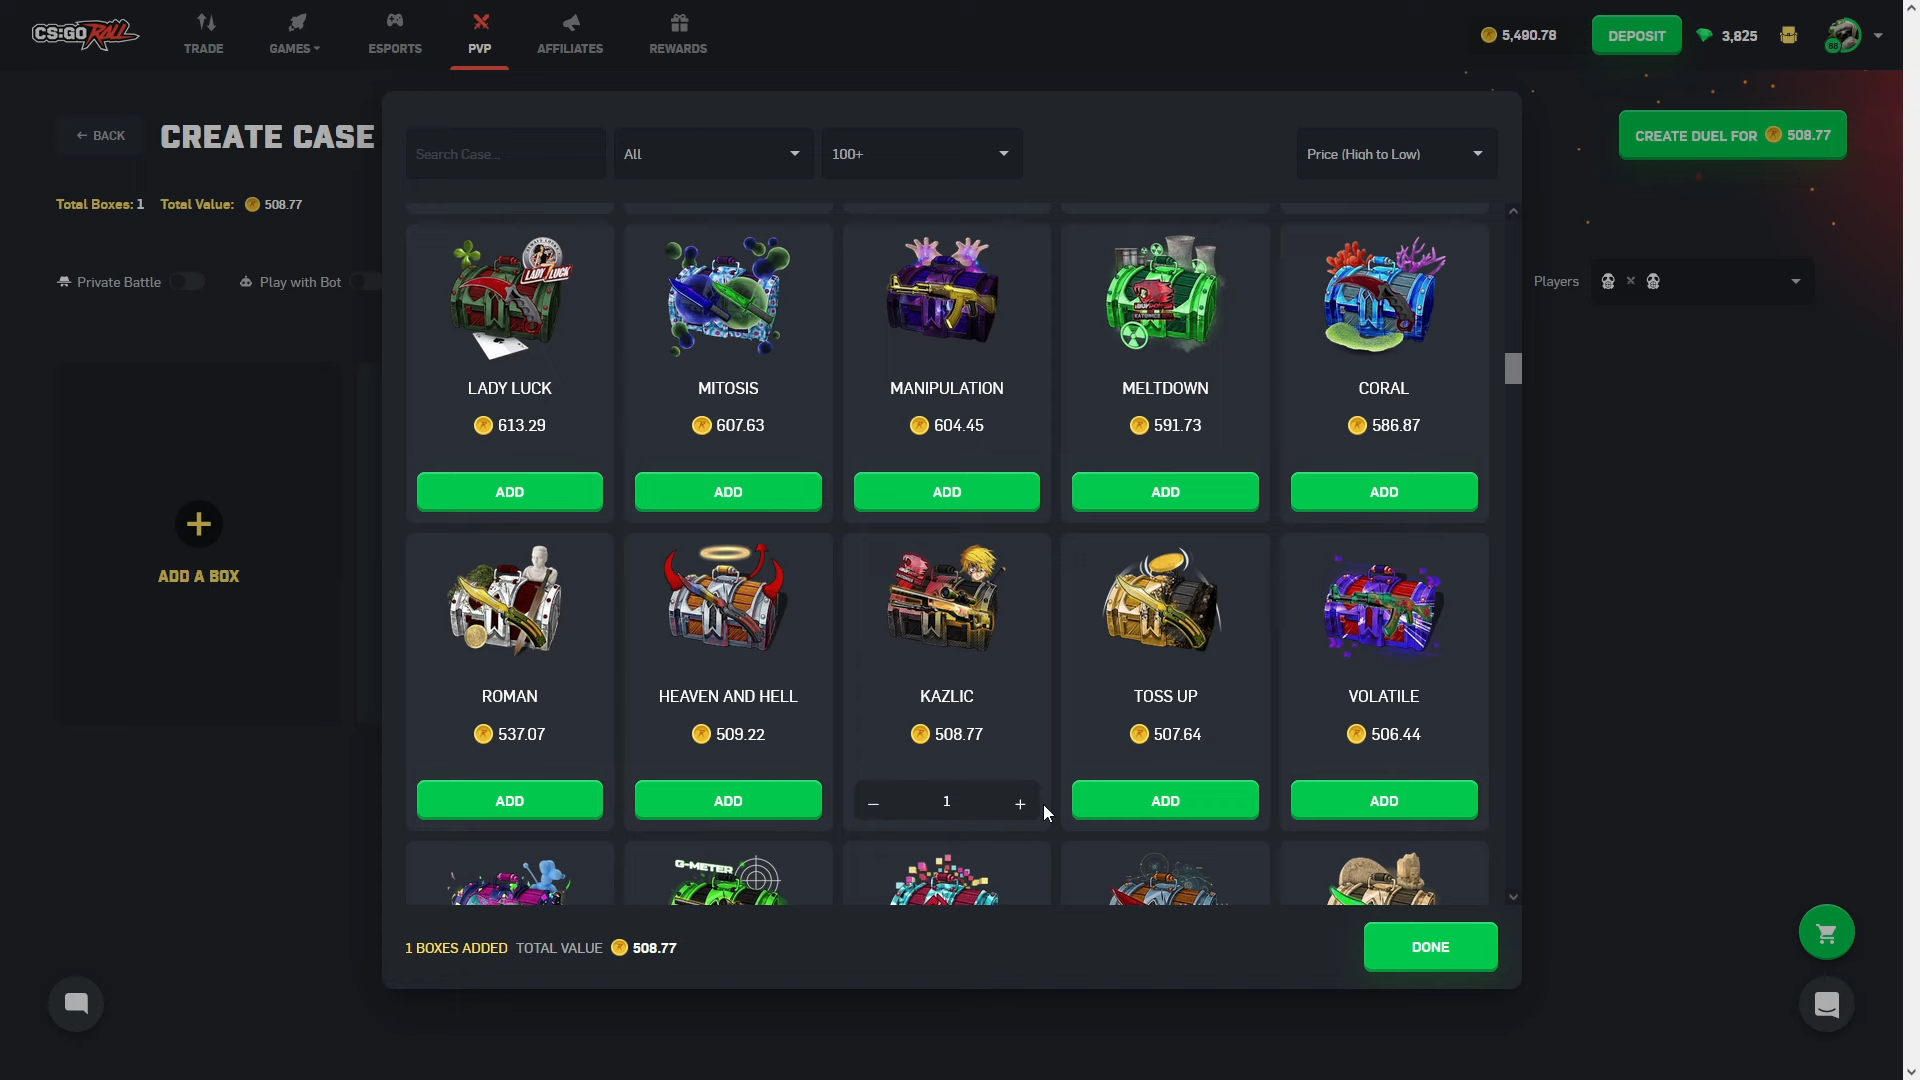 CS:GO ROLL
TRADE
GAMES
ESPORTS
PVP
AFFILIATES
REWARDS
5,490.78
DEPOSIT
3,825
88
← BACK
CREATE CASE
CREATE DUEL FOR 508.77
Total Boxes: 1 Total Value: 508.77
Private Battle
Play with Bot
Players
Search Case...
All
100+
Price (High to Low)
LADY LUCK
LADY LUCK MITOSIS MANIPULATION MELTDOWN CORAL
613.29 607.63 604.45 591.73 586.87
ADD ADD ADD ADD ADD
ADD A BOX
ROMAN HEAVEN AND HELL KAZLIC TOSS UP VOLATILE
537.07 509.22 508.77 507.64 506.44
ADD ADD − 1 + ADD ADD
G-METER
1 BOXES ADDED TOTAL VALUE 508.77
DONE